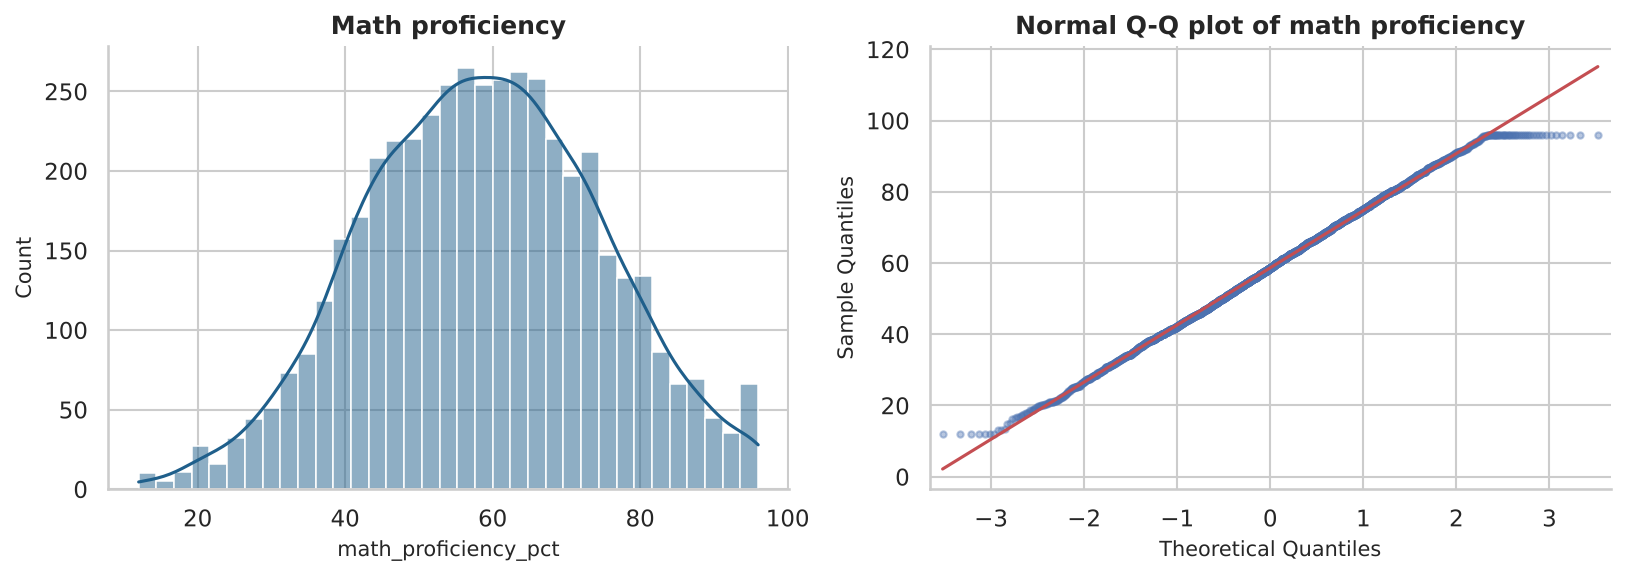 Math proficiency
Count
250
200
150
100
50
0
20 40 60 80 100
math_proficiency_pct
Normal Q-Q plot of math proficiency
Sample Quantiles
120
100
80
60
40
20
0
−3 −2 −1 0 1 2 3
Theoretical Quantiles